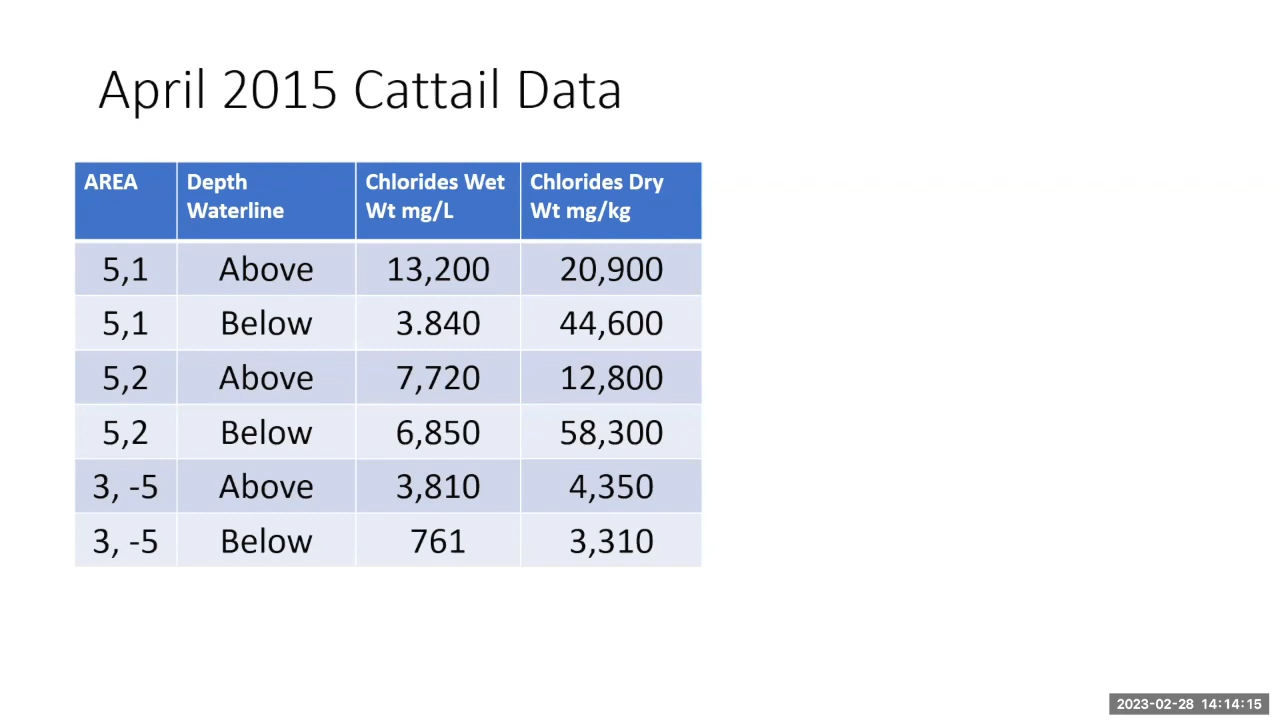 April 2015 Cattail Data
AREA Depth Waterline Chlorides Wet Wt mg/L Chlorides Dry Wt mg/kg
5,1 Above 13,200 20,900
5,1 Below 3.840 44,600
5,2 Above 7,720 12,800
5,2 Below 6,850 58,300
3, -5 Above 3,810 4,350
3, -5 Below 761 3,310
2023-02-28 14:14:15